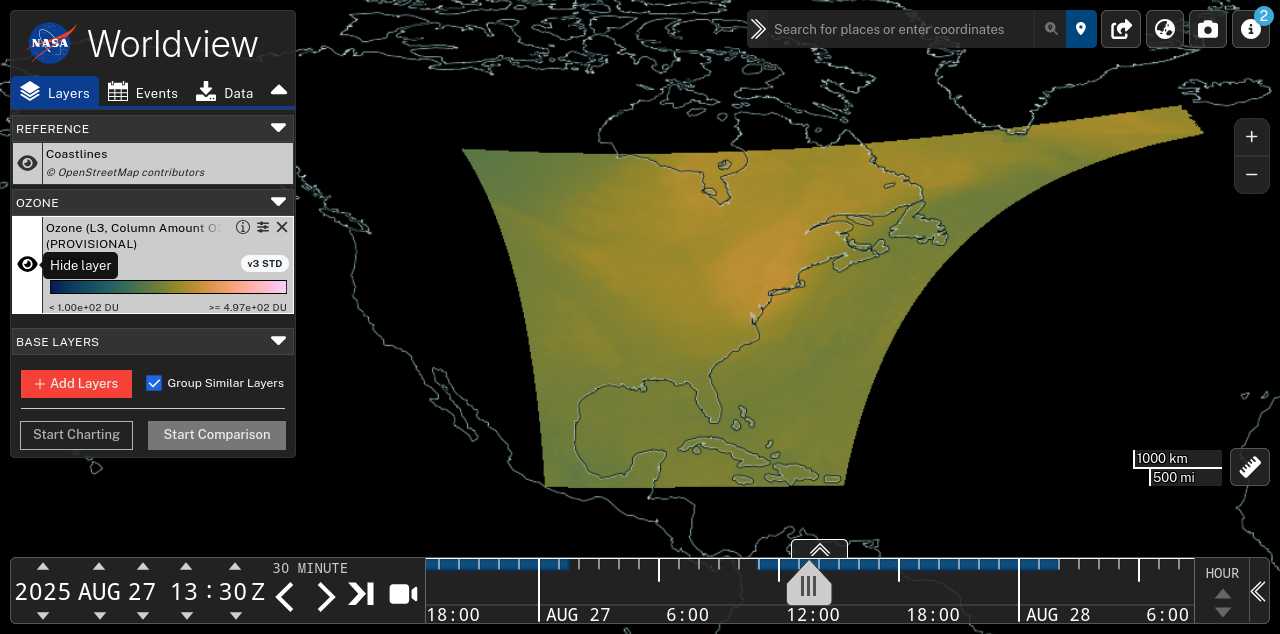 NASA Worldview
Search for places or enter coordinates
2
Layers Events Data
REFERENCE
Coastlines
© OpenStreetMap contributors
OZONE
Ozone (L3, Column Amount
(PROVISIONAL)
Hide layer
v3 STD
< 1.00e+02 DU >= 4.97e+02 DU
BASE LAYERS
+ Add Layers Group Similar Layers
Start Charting Start Comparison
+
−
1000 km
500 mi
30 MINUTE
2025 AUG 27 13 : 30 Z
18:00 AUG 27 6:00 12:00 18:00 AUG 28 6:00
HOUR